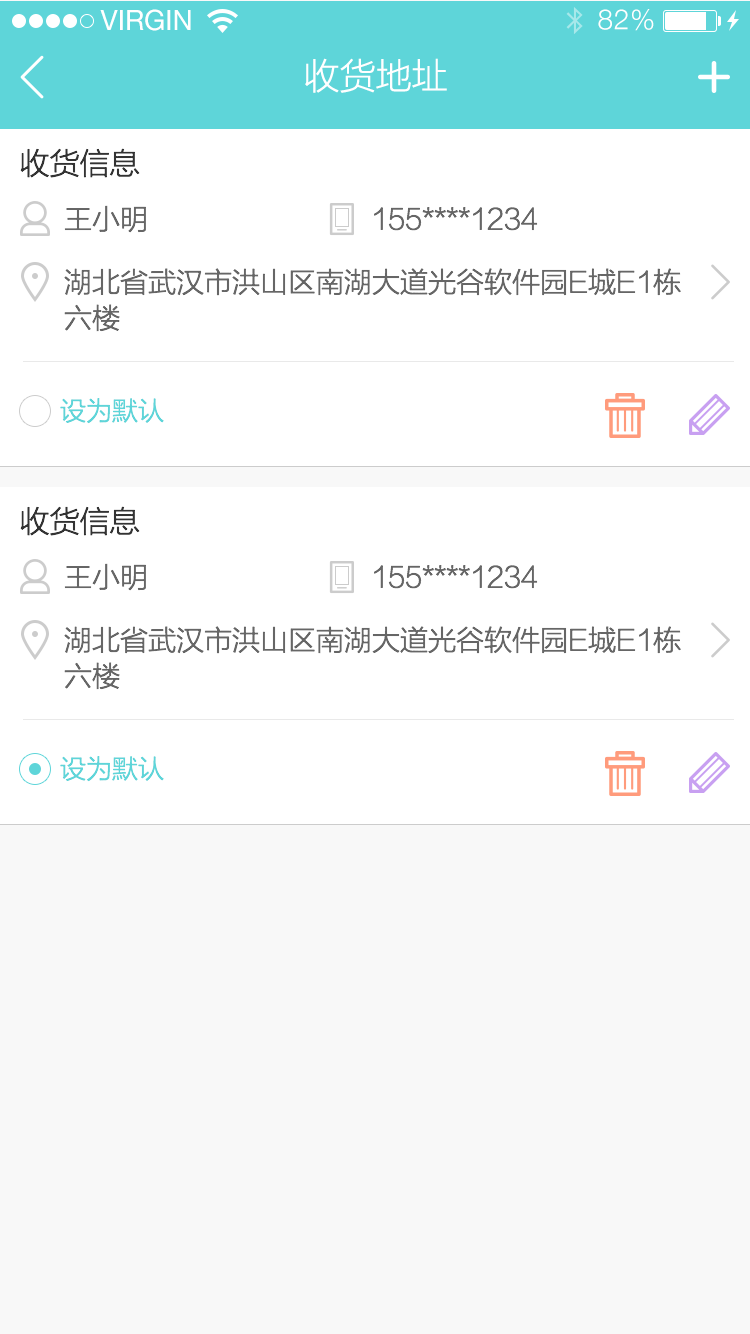 VIRGIN 82%
收货地址
收货信息
王小明 155****1234
湖北省武汉市洪山区南湖大道光谷软件园E城E1栋
六楼
设为默认
收货信息
王小明 155****1234
湖北省武汉市洪山区南湖大道光谷软件园E城E1栋
六楼
设为默认